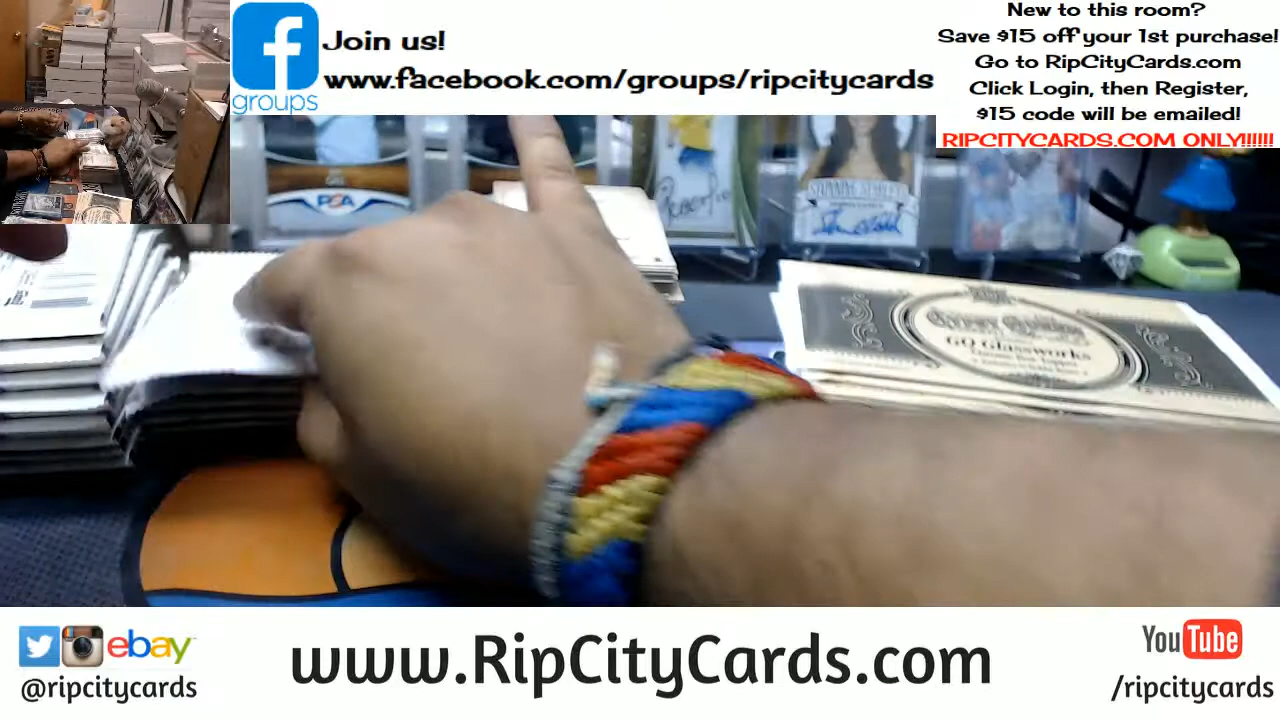 groups
Join us!
www.facebook.com/groups/ripcitycards
New to this room?
Save $15 off your 1st purchase!
Go to RipCityCards.com
Click Login, then Register,
$15 code will be emailed!
RIPCITYCARDS.COM ONLY!!!!!!
PSA
GQ Glassworks
ebay
@ripcitycards
www.RipCityCards.com
YouTube
/ripcitycards